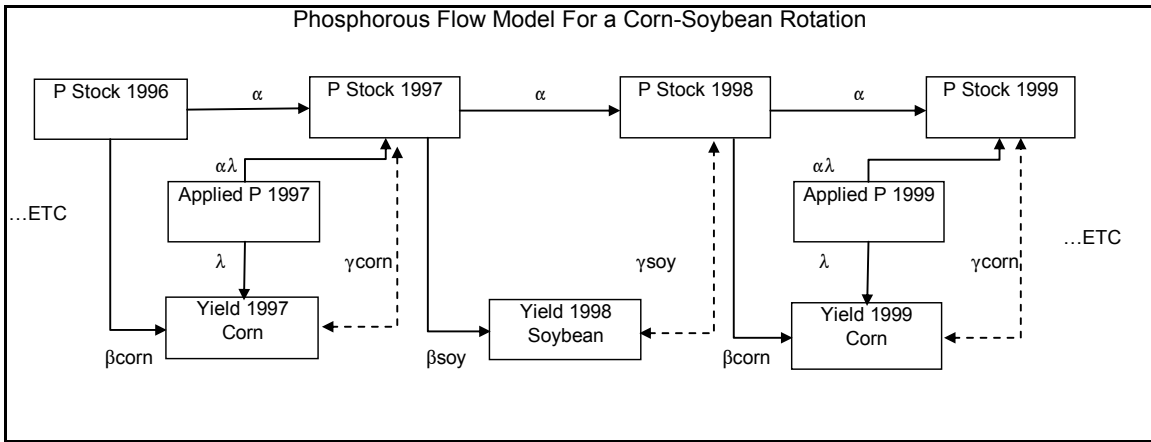 Phosphorous Flow Model For a Corn-Soybean Rotation
P Stock 1996
α
P Stock 1997
α
P Stock 1998
α
P Stock 1999
αλ
αλ
Applied P 1997
Applied P 1999
...ETC
...ETC
λ
γcorn
γsoy
λ
γcorn
Yield 1997
Corn
Yield 1998
Soybean
Yield 1999
Corn
βcorn
βsoy
βcorn